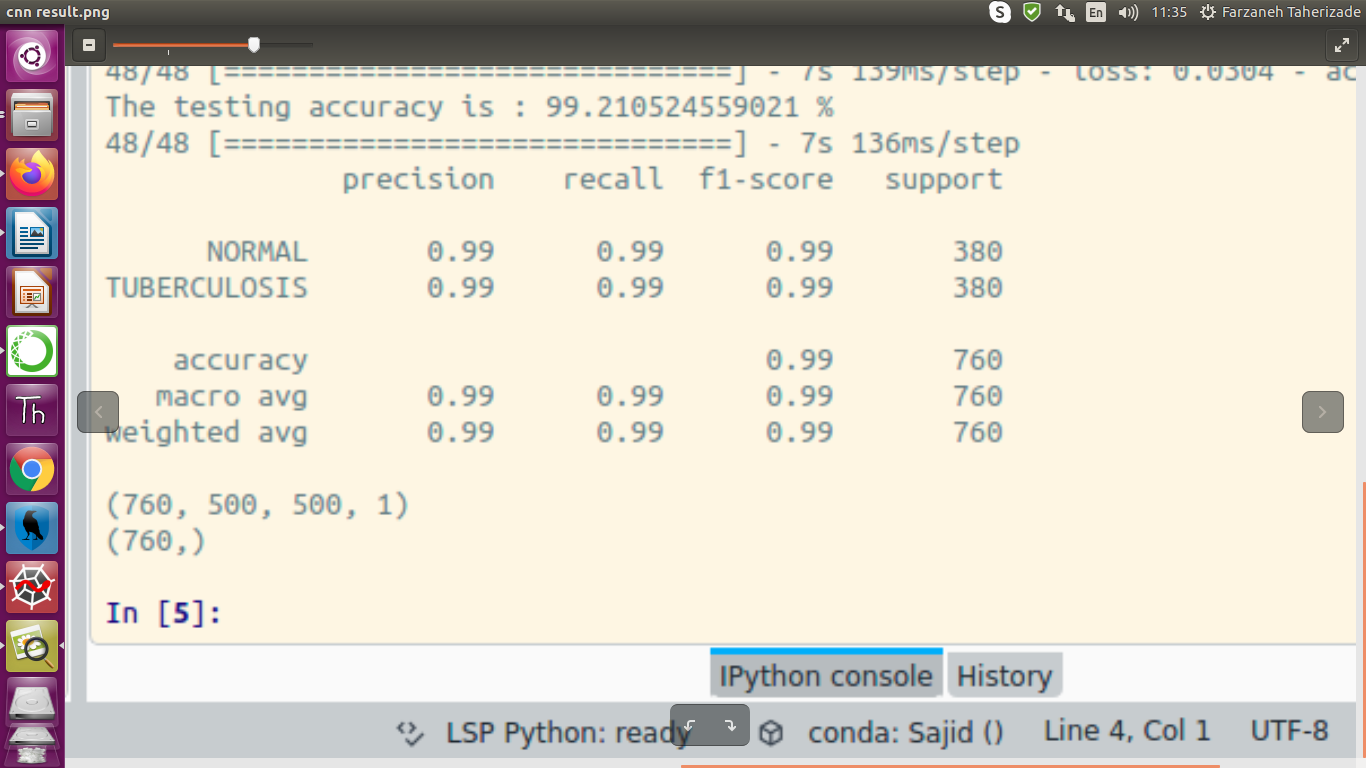 cnn result.png
En 11:35 Farzaneh Taherizade
48/48 [==============================] - 7s 139ms/step - loss: 0.0304 - ac
The testing accuracy is : 99.210524559021 %
48/48 [==============================] - 7s 136ms/step
precision recall f1-score support
NORMAL 0.99 0.99 0.99 380
TUBERCULOSIS 0.99 0.99 0.99 380
accuracy 0.99 760
macro avg 0.99 0.99 0.99 760
weighted avg 0.99 0.99 0.99 760
(760, 500, 500, 1)
(760,)
In [5]:
IPython console History
LSP Python: ready conda: Sajid () Line 4, Col 1 UTF-8
Th